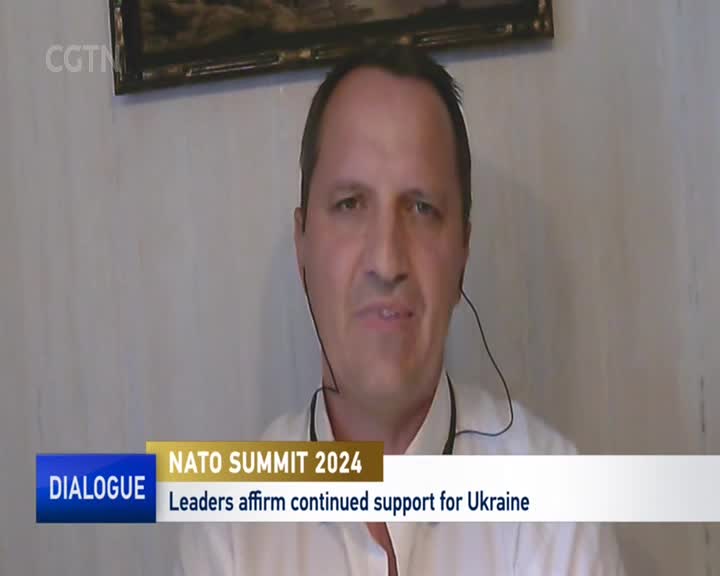 CGTN
NATO SUMMIT 2024
DIALOGUE
Leaders affirm continued support for Ukraine